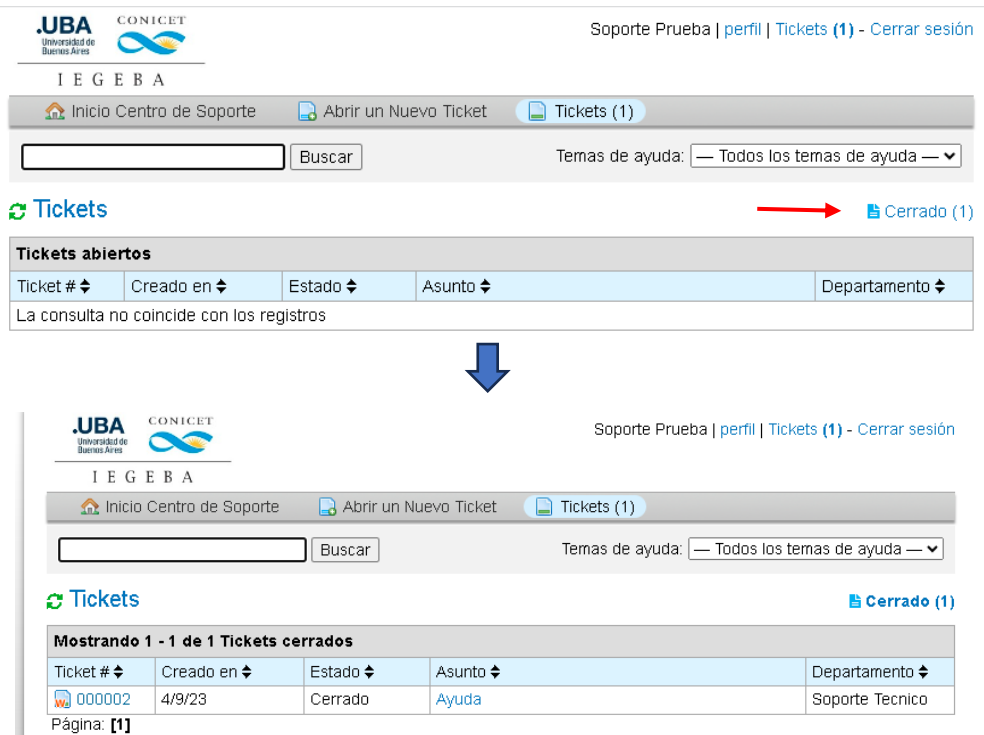 .UBA CONICET
Universidad de
Buenos Aires
I E G E B A
Soporte Prueba | perfil | Tickets (1) - Cerrar sesión
Inicio Centro de Soporte Abrir un Nuevo Ticket Tickets (1)
Buscar Temas de ayuda: — Todos los temas de ayuda —
Tickets Cerrado (1)
Tickets abiertos
Ticket # Creado en Estado Asunto Departamento
La consulta no coincide con los registros
.UBA CONICET
Universidad de
Buenos Aires
I E G E B A
Soporte Prueba | perfil | Tickets (1) - Cerrar sesión
Inicio Centro de Soporte Abrir un Nuevo Ticket Tickets (1)
Buscar Temas de ayuda: — Todos los temas de ayuda —
Tickets Cerrado (1)
Mostrando 1 - 1 de 1 Tickets cerrados
Ticket # Creado en Estado Asunto Departamento
000002 4/9/23 Cerrado Ayuda Soporte Tecnico
Página: [1]